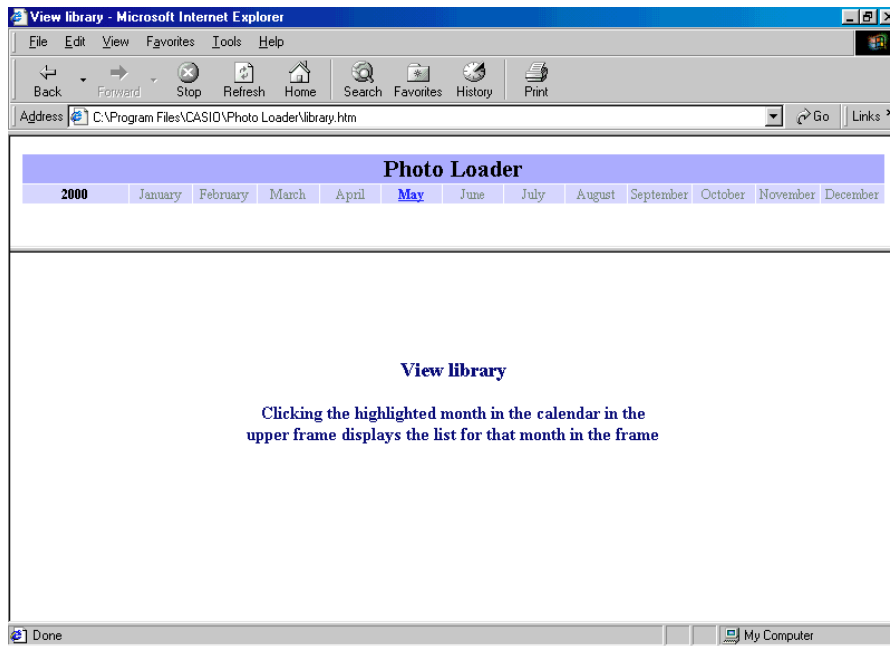 View library - Microsoft Internet Explorer
File Edit View Favorites Tools Help
Back Forward Stop Refresh Home Search Favorites History Print
Address C:\Program Files\CASIO\Photo Loader\library.htm Go Links
Photo Loader
2000 January February March April May June July August September October November December
View library
Clicking the highlighted month in the calendar in the
upper frame displays the list for that month in the frame
Done My Computer